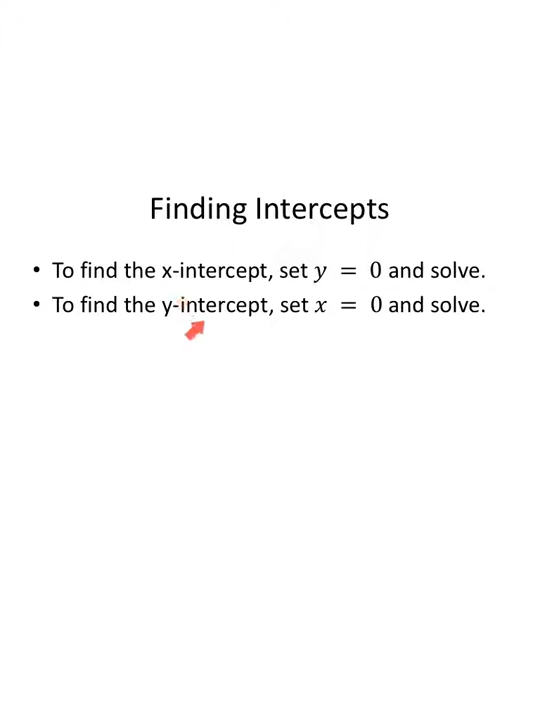 Finding Intercepts
• To find the x-intercept, set y = 0 and solve.
• To find the y-intercept, set x = 0 and solve.